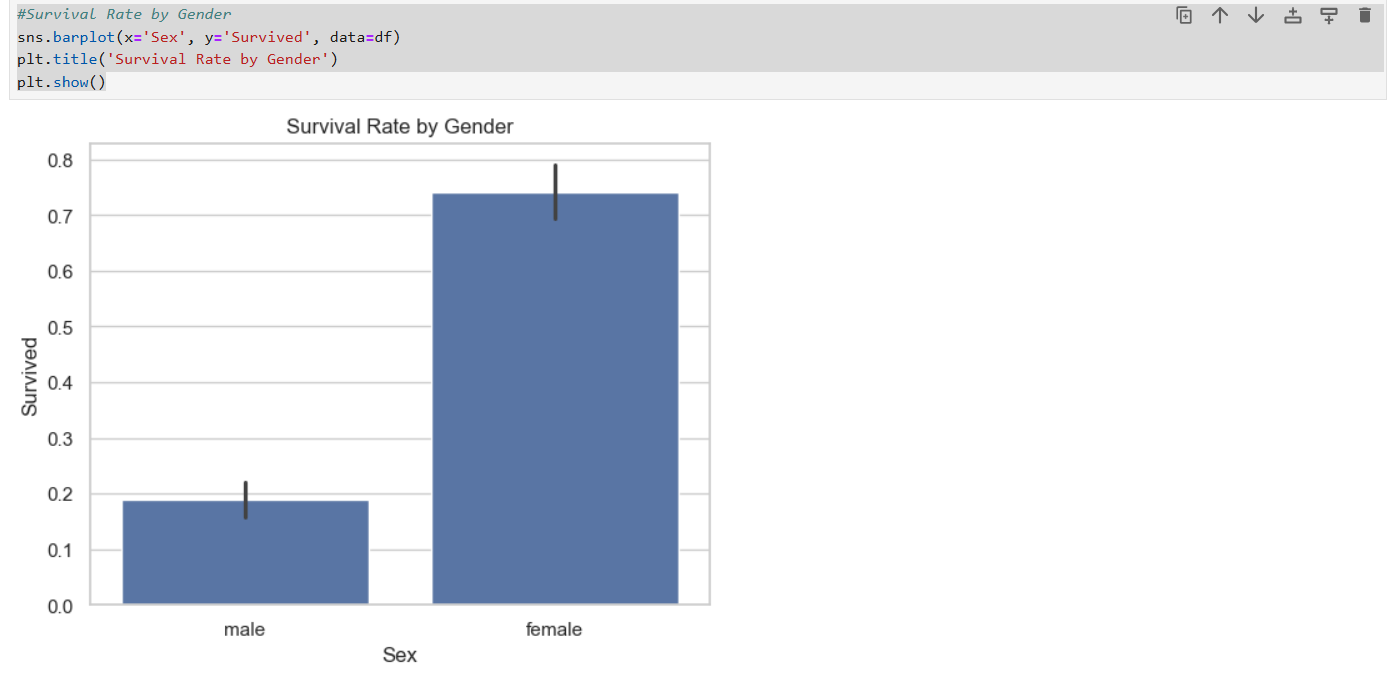 #Survival Rate by Gender
sns.barplot(x='Sex', y='Survived', data=df)
plt.title('Survival Rate by Gender')
plt.show()
Survival Rate by Gender
0.8
0.7
0.6
0.5
0.4
0.3
0.2
0.1
0.0
Survived
male female
Sex